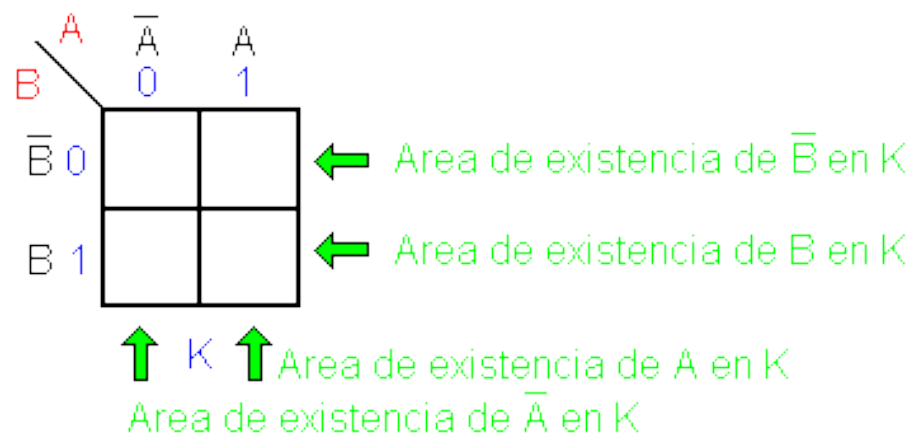 A A̅ A
B 0 1
B̅ 0 Area de existencia de B̅ en K
B 1 Area de existencia de B en K
K Area de existencia de A en K
Area de existencia de A̅ en K